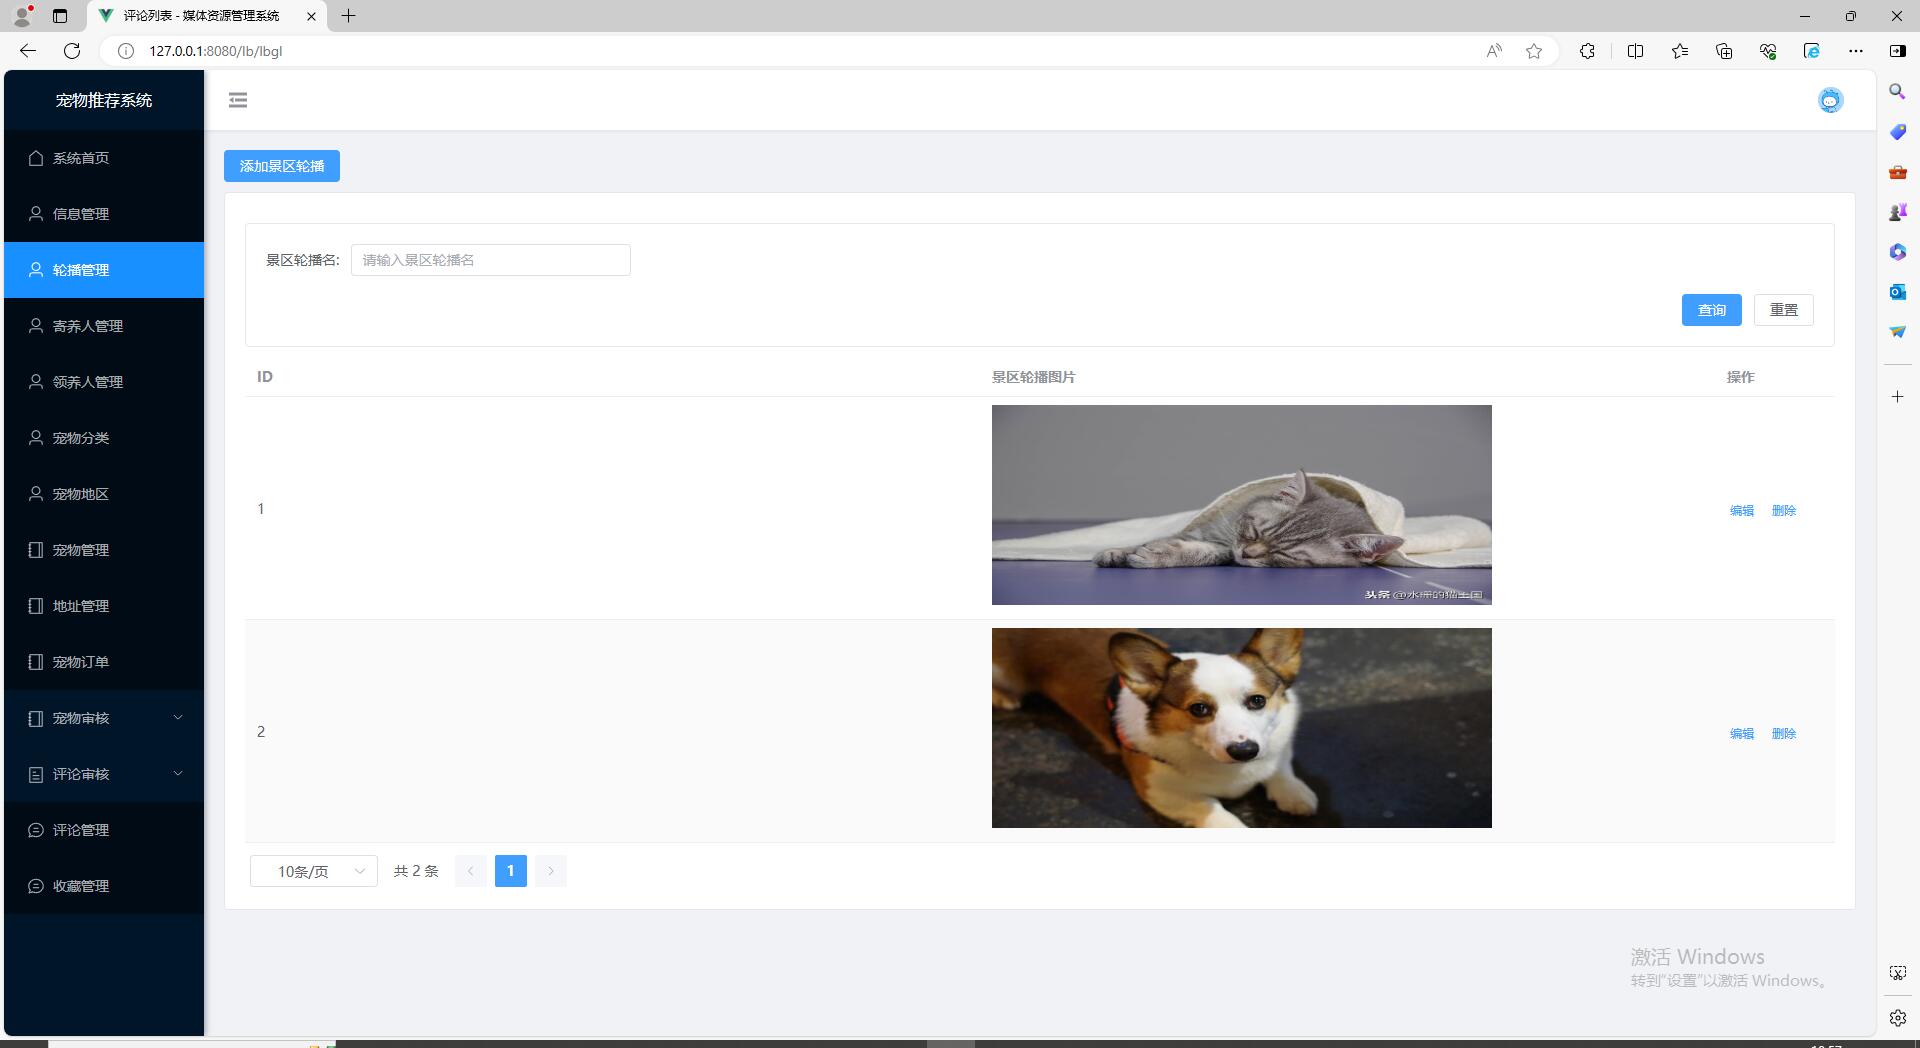 评论列表 - 媒体资源管理系统
127.0.0.1:8080/lb/lbgl
宠物推荐系统
系统首页
信息管理
轮播管理
寄养人管理
领养人管理
宠物分类
宠物地区
宠物管理
地址管理
宠物订单
宠物审核
评论审核
评论管理
收藏管理
添加景区轮播
景区轮播名: 请输入景区轮播名
查询 重置
ID 景区轮播图片 操作
1 编辑 删除
头条 @水珊的猫王国
2 编辑 删除
10条/页 共 2 条 1
激活 Windows
转到"设置"以激活 Windows。